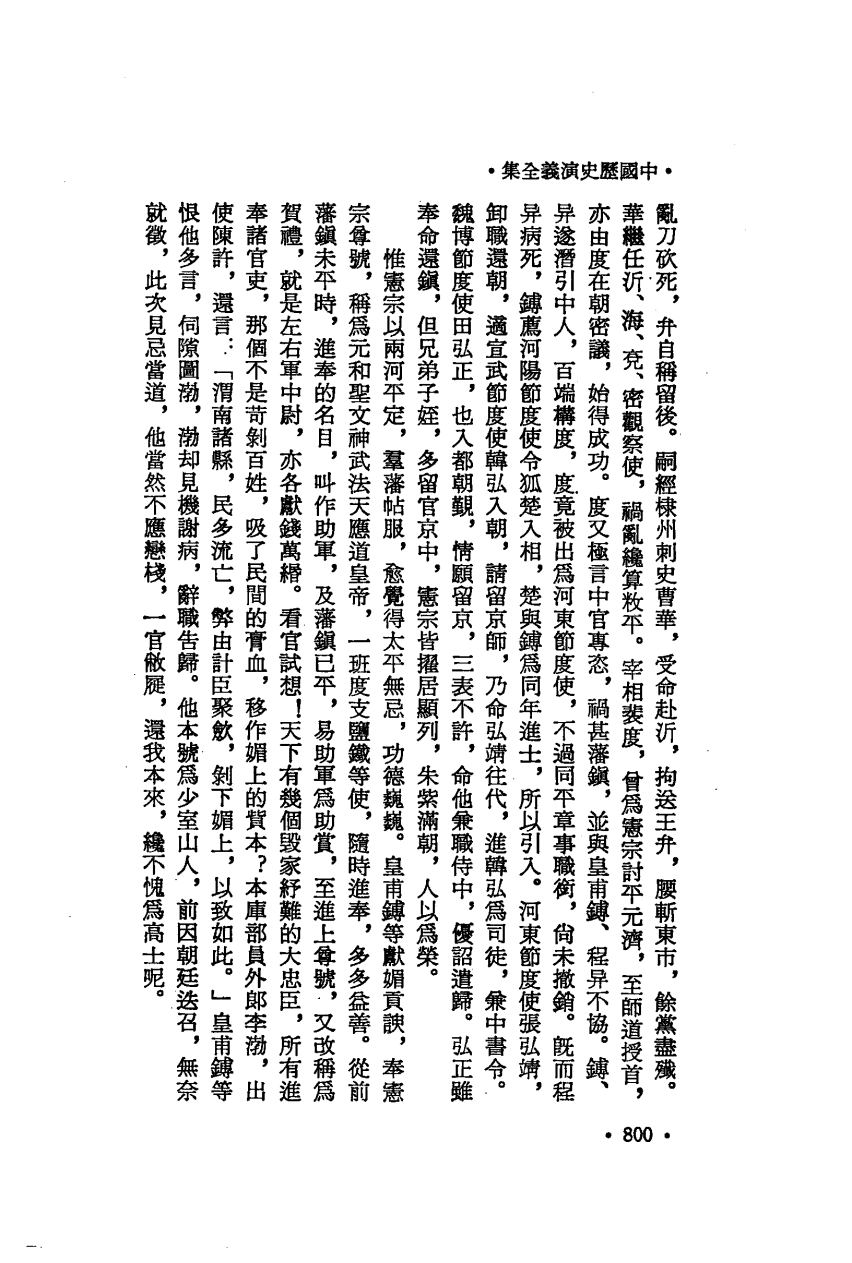 •中國歷史演義全集•
亂刀砍死，弁自稱留後。嗣經棣州刺史曹華，受命赴沂，拘送王弁，腰斬東市，餘黨盡殲。
華繼任沂、海、兗、密觀察使，禍亂纔算敉平。宰相裴度，曾爲憲宗討平元濟，至師道授首，
亦由度在朝密議，始得成功。度又極言中官專恣，禍甚藩鎭，並與皇甫鎛、程异不協。鎛、
异遂潛引中人，百端構度，度竟被出爲河東節度使，不過同平章事職銜，尙未撤銷。旣而程
异病死，鎛薦河陽節度使令狐楚入相，楚與鎛爲同年進士，所以引入。河東節度使張弘靖，
卸職還朝，適宣武節度使韓弘入朝，請留京師，乃命弘靖往代，進韓弘爲司徒，兼中書令。
魏博節度使田弘正，也入都朝覲，情願留京，三表不許，命他兼職侍中，優詔遣歸。弘正雖
奉命還鎭，但兄弟子姪，多留官京中，憲宗皆擢居顯列，朱紫滿朝，人以爲榮。
惟憲宗以兩河平定，羣藩帖服，愈覺得太平無忌，功德巍巍。皇甫鎛等獻媚貢諛，奉憲
宗尊號，稱爲元和聖文神武法天應道皇帝，一班度支鹽鐵等使，隨時進奉，多多益善。從前
藩鎭未平時，進奉的名目，叫作助軍，及藩鎭已平，易助軍爲助賞，至進上尊號，又改稱爲
賀禮，就是左右軍中尉，亦各獻錢萬緡。看官試想！天下有幾個毀家紓難的大忠臣，所有進
奉諸官吏，那個不是苛剝百姓，吸了民間的膏血，移作媚上的貲本？本庫部員外郎李渤，出
使陳許，還言：「渭南諸縣，民多流亡，弊由計臣聚歛，剝下媚上，以致如此。」皇甫鎛等
恨他多言，伺隙圖渤，渤却見機謝病，辭職告歸。他本號爲少室山人，前因朝廷迭召，無奈
就徵，此次見忌當道，他當然不應戀棧，一官敝屣，還我本來，纔不愧爲高士呢。
•800•